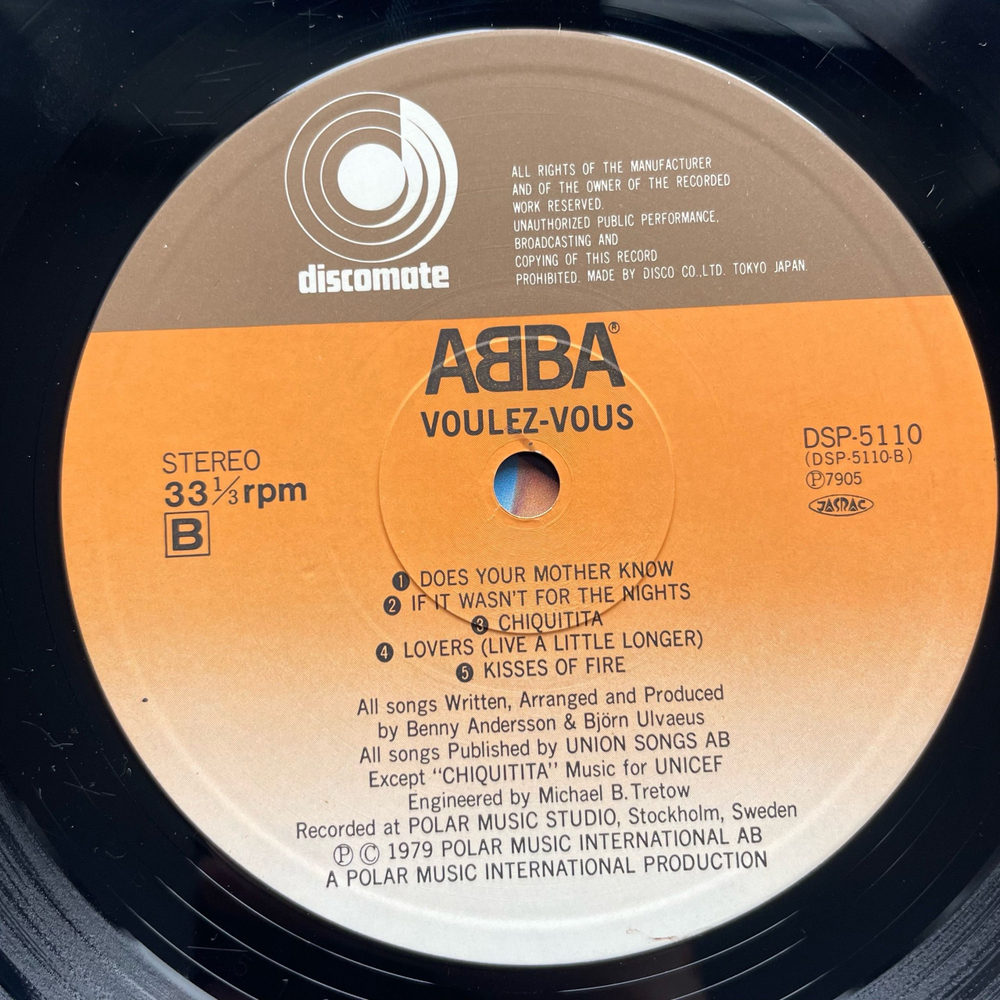 discomate
ALL RIGHTS OF THE MANUFACTURER
AND OF THE OWNER OF THE RECORDED
WORK RESERVED.
UNAUTHORIZED PUBLIC PERFORMANCE,
BROADCASTING AND
COPYING OF THIS RECORD
PROHIBITED. MADE BY DISCO CO.,LTD. TOKYO JAPAN.
ABBA®
VOULEZ-VOUS
STEREO
33 1/3 rpm
B
DSP-5110
(DSP-5110-B)
Ⓟ7905
JASRAC
❶ DOES YOUR MOTHER KNOW
❷ IF IT WASN'T FOR THE NIGHTS
❸ CHIQUITITA
❹ LOVERS (LIVE A LITTLE LONGER)
❺ KISSES OF FIRE
All songs Written, Arranged and Produced
by Benny Andersson & Björn Ulvaeus
All songs Published by UNION SONGS AB
Except "CHIQUITITA" Music for UNICEF
Engineered by Michael B.Tretow
Recorded at POLAR MUSIC STUDIO, Stockholm, Sweden
Ⓟ Ⓒ 1979 POLAR MUSIC INTERNATIONAL AB
A POLAR MUSIC INTERNATIONAL PRODUCTION